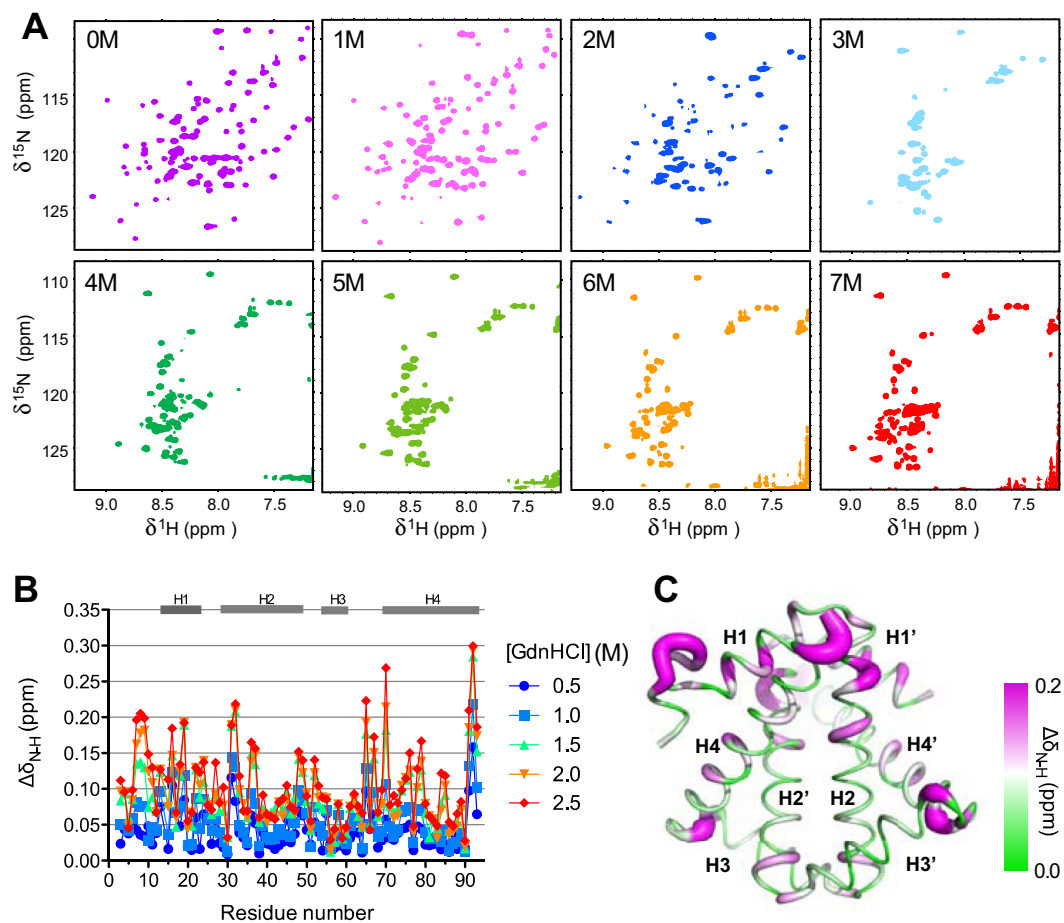 A
0M 1M 2M 3M
δ¹⁵N (ppm)
115
120
125
4M 5M 6M 7M
δ¹⁵N (ppm)
110
115
120
125
9.0 8.5 8.0 7.5 9.0 8.5 8.0 7.5 9.0 8.5 8.0 7.5 9.0 8.5 8.0 7.5
δ¹H (ppm ) δ¹H (ppm ) δ¹H (ppm ) δ¹H (ppm )
B
H1 H2 H3 H4
0.35
0.30
0.25
0.20
0.15
0.10
0.05
0.00
ΔδNH (ppm)
0 10 20 30 40 50 60 70 80 90
Residue number
[GdnHCl] (M)
0.5
1.0
1.5
2.0
2.5
C
H1 H1’
H4 H4’
H2’ H2
H3 H3’
0.2
ΔδN-H (ppm)
0.0